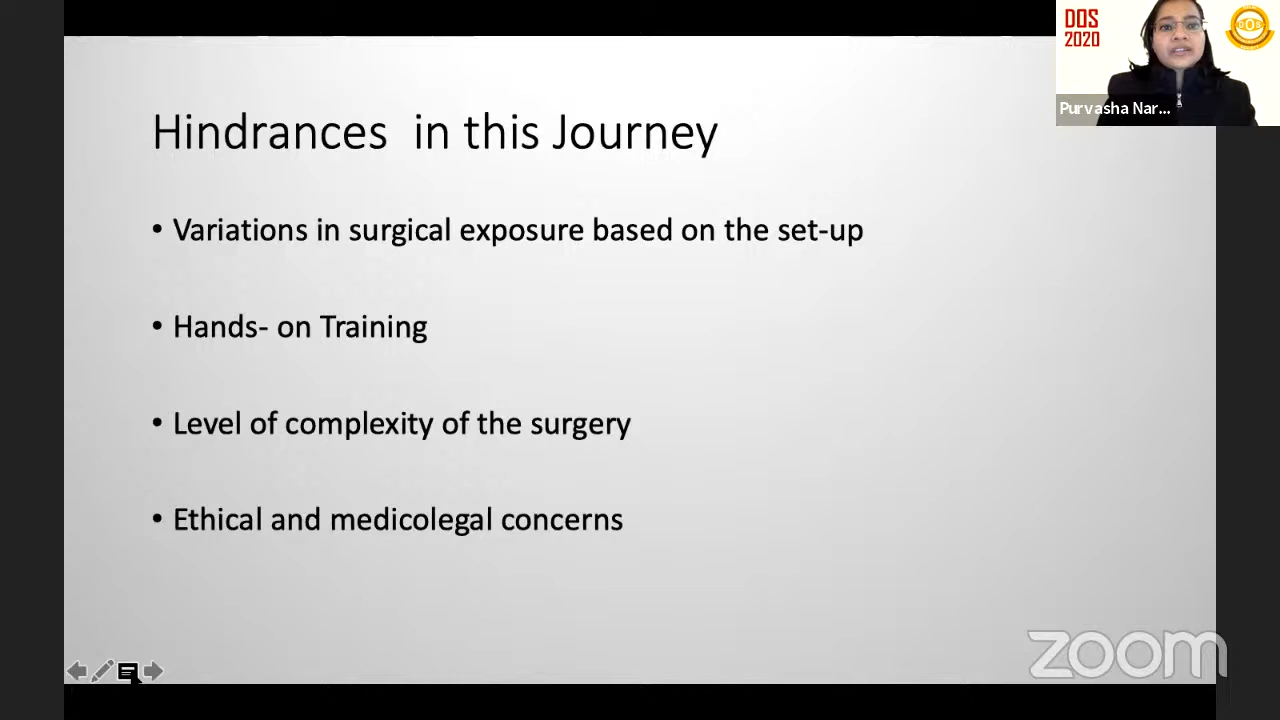 DOS
2020
DOS
Purvasha Nar...
Hindrances in this Journey
• Variations in surgical exposure based on the set-up
• Hands- on Training
• Level of complexity of the surgery
• Ethical and medicolegal concerns
zoom